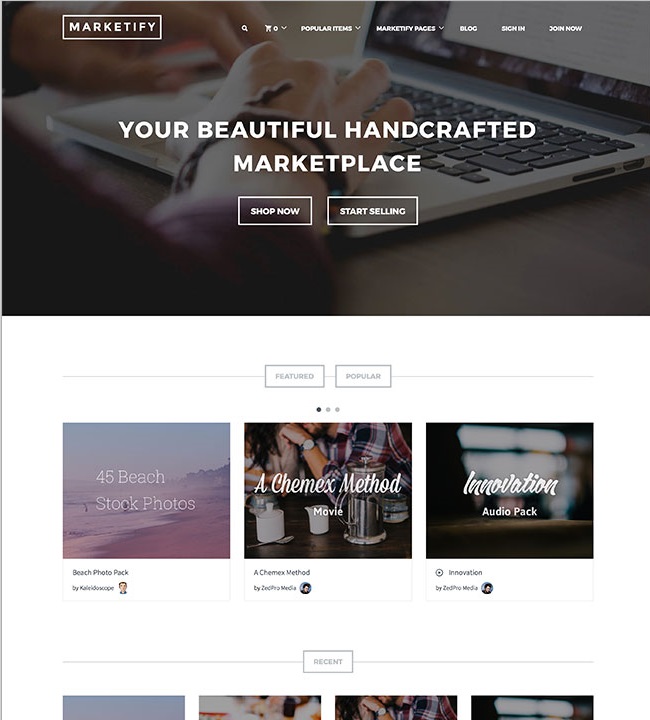 MARKETIFY
0 POPULAR ITEMS MARKETIFY PAGES BLOG SIGN IN JOIN NOW
YOUR BEAUTIFUL HANDCRAFTED
MARKETPLACE
SHOP NOW START SELLING
FEATURED POPULAR
45 Beach
Stock Photos
Beach Photo Pack
by Kaleidoscope
A Chemex Method
Movie
A Chemex Method
by ZedPro Media
Innovation
Audio Pack
Innovation
by ZedPro Media
RECENT